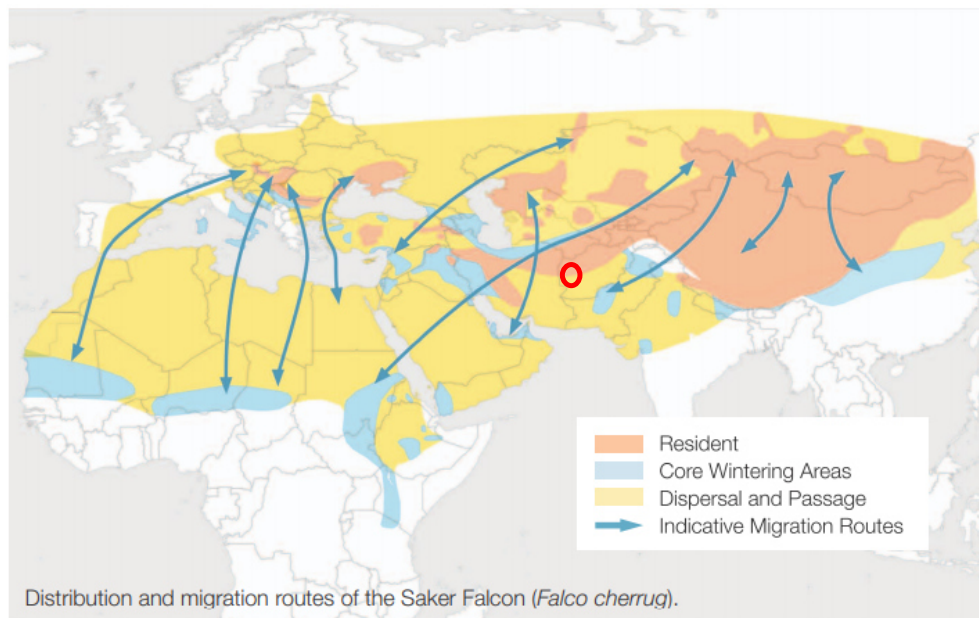 Resident
Core Wintering Areas
Dispersal and Passage
Indicative Migration Routes
Distribution and migration routes of the Saker Falcon (Falco cherrug).